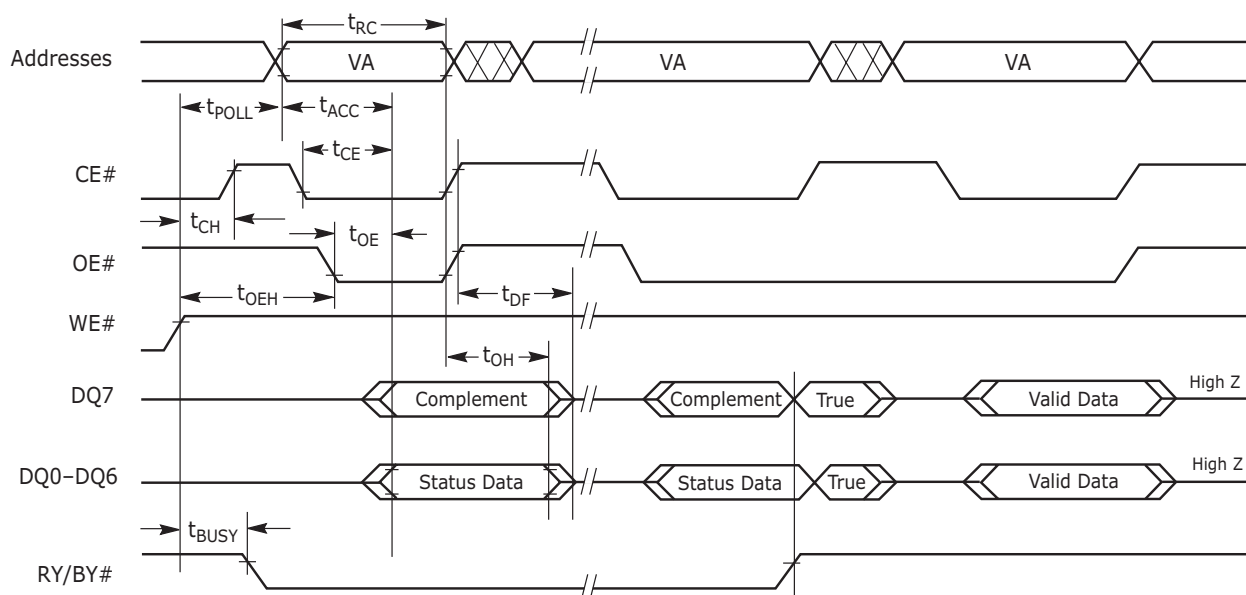 tRC
Addresses VA VA VA
tPOLL tACC
tCE
CE#
tCH tOE
OE#
tOEH tDF
WE#
tOH
DQ7 Complement Complement True Valid Data High Z
DQ0–DQ6 Status Data Status Data True Valid Data High Z
tBUSY
RY/BY#